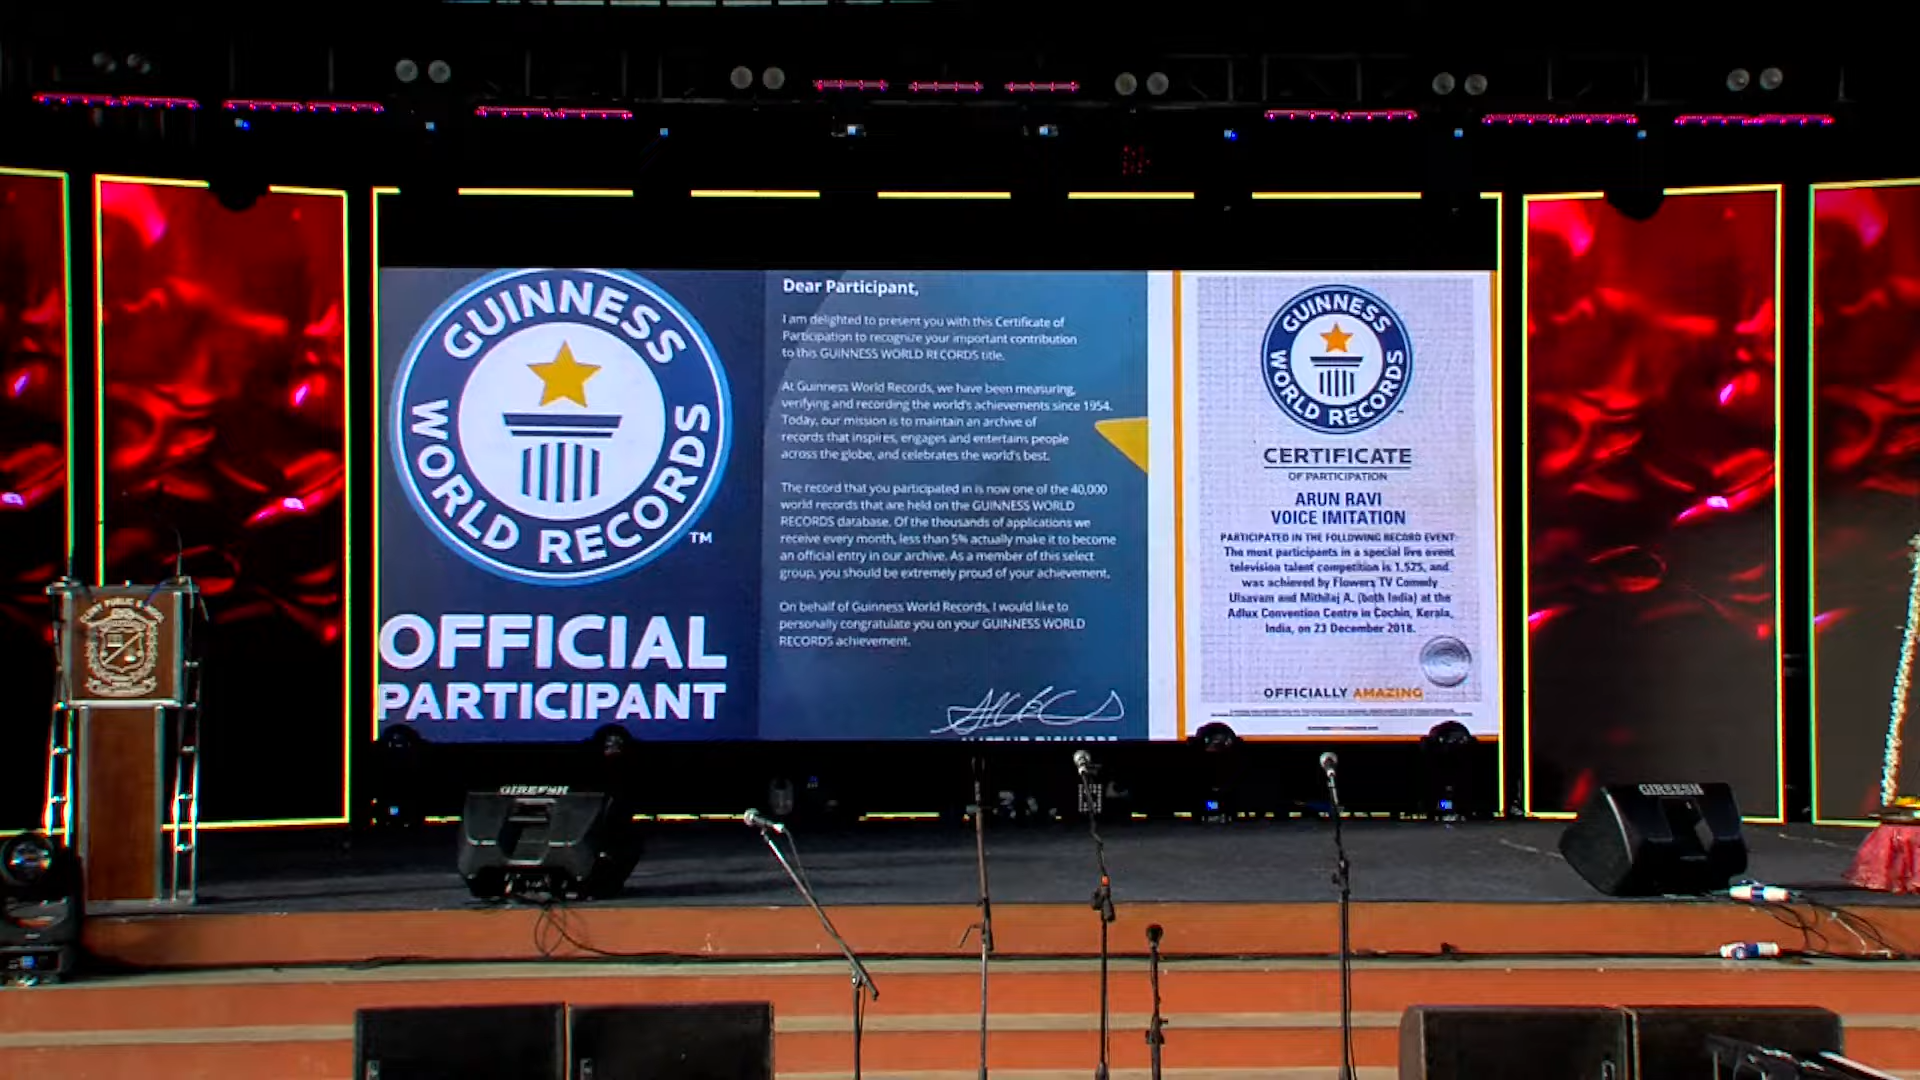 GUINNESS
WORLD RECORDS
TM
OFFICIAL
PARTICIPANT
Dear Participant,
I am delighted to present you with this Certificate of
Participation to recognize your important contribution
to this GUINNESS WORLD RECORDS title.
At Guinness World Records, we have been measuring,
verifying and recording the world's achievements since 1954.
Today, our mission is to maintain an archive of
records that inspires, engages and entertains people
across the globe, and celebrates the world's best.
The record that you participated in is now one of the 40,000
world records that are held on the GUINNESS WORLD
RECORDS database. Of the thousands of applications we
receive every month, less than 5% actually make it to become
an official entry in our archive. As a member of this select
group, you should be extremely proud of your achievement.
On behalf of Guinness World Records, I would like to
personally congratulate you on your GUINNESS WORLD
RECORDS achievement.
GUINNESS
WORLD RECORDS
CERTIFICATE
OF PARTICIPATION
ARUN RAVI
VOICE IMITATION
PARTICIPATED IN THE FOLLOWING RECORD EVENT:
The most participants in a special live event
television talent competition is 1,525, and
was achieved by Flowers TV Comedy
Utsavam and Mithilaj A. (both India) at the
Adlux Convention Centre in Cochin, Kerala,
India, on 23 December 2018.
OFFICIALLY AMAZING
GIREESH
GIREESH